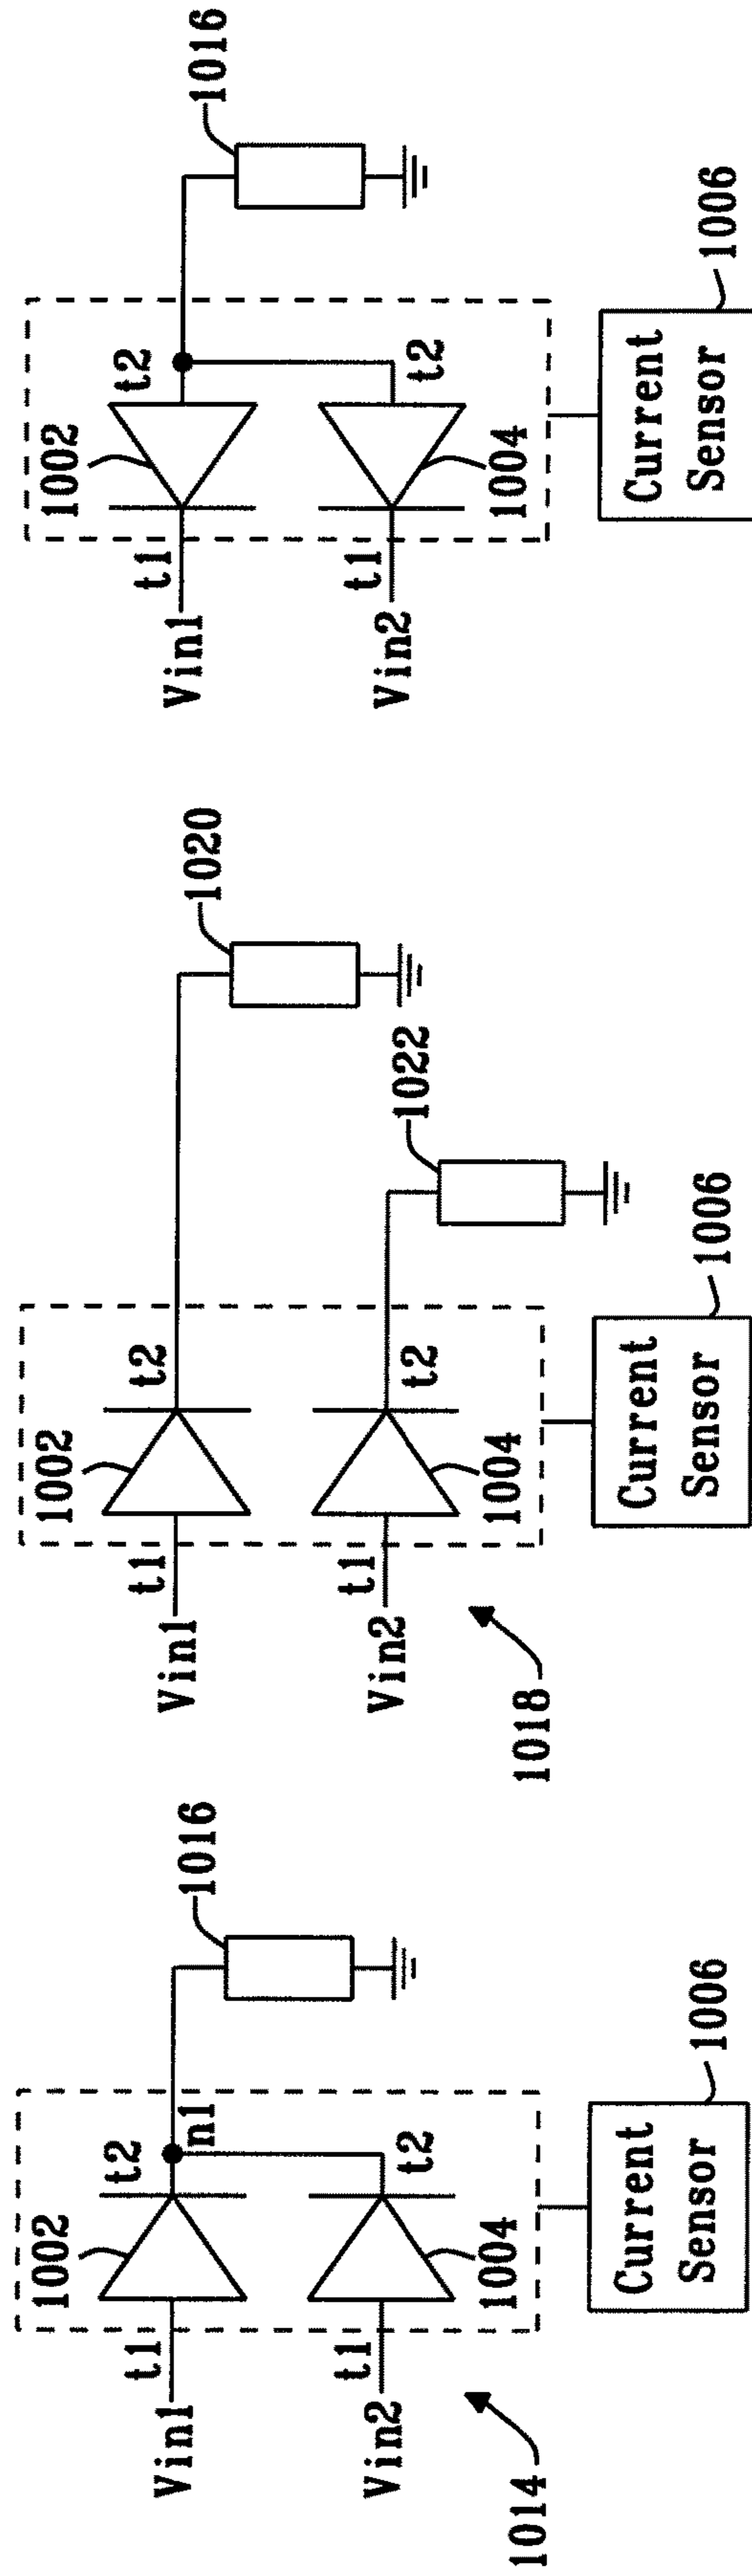 1014
Vin1
t1
1002
t2
n1
1016
Vin2
t1
1004
t2
Current
Sensor
1006
1018
Vin1
t1
1002
t2
1020
Vin2
t1
1004
t2
1022
Current
Sensor
1006
Vin1
t1
1002
t2
1016
Vin2
t1
1004
t2
Current
Sensor
1006